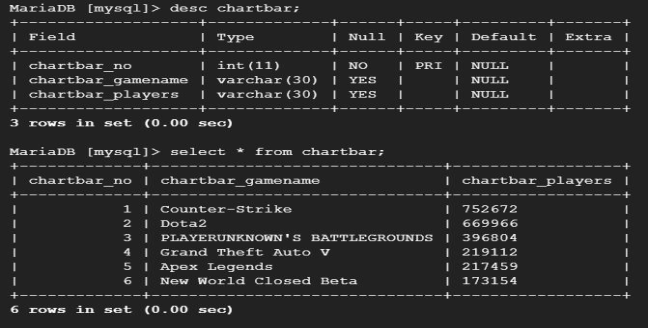 MariaDB [mysql]> desc chartbar;
+------------------+-------------+------+-----+---------+-------+
| Field            | Type        | Null | Key | Default | Extra |
+------------------+-------------+------+-----+---------+-------+
| chartbar_no      | int(11)     | NO   | PRI | NULL    |       |
| chartbar_gamename | varchar(30) | YES  |     | NULL    |       |
| chartbar_players | varchar(30) | YES  |     | NULL    |       |
+------------------+-------------+------+-----+---------+-------+
3 rows in set (0.00 sec)
MariaDB [mysql]> select * from chartbar;
+-------------+-------------------------------+------------------+
| chartbar_no | chartbar_gamename             | chartbar_players |
+-------------+-------------------------------+------------------+
|           1 | Counter-Strike                | 752672           |
|           2 | Dota2                         | 669966           |
|           3 | PLAYERUNKNOWN'S BATTLEGROUNDS | 396804           |
|           4 | Grand Theft Auto V            | 219112           |
|           5 | Apex Legends                  | 217459           |
|           6 | New World Closed Beta         | 173154           |
+-------------+-------------------------------+------------------+
6 rows in set (0.00 sec)